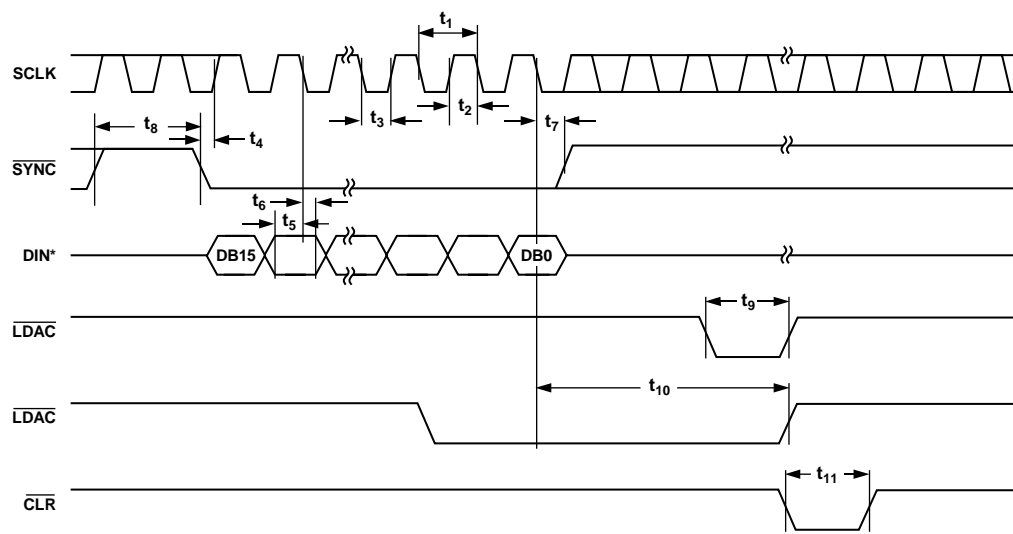 t1
SCLK
t3
t2
t8
t4
t7
SYNC
t6
t5
DIN*
DB15
DB0
t9
LDAC
t10
LDAC
t11
CLR